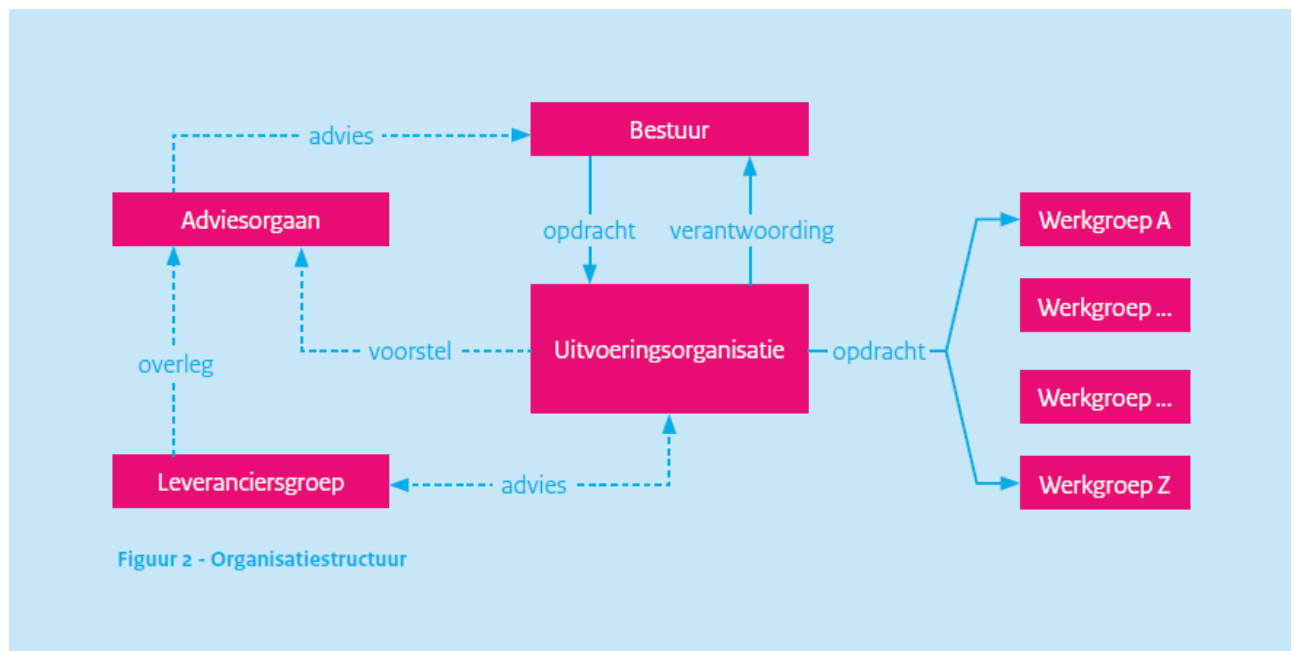 Bestuur
advies
Adviesorgaan
Werkgroep A
opdracht
verantwoording
Werkgroep ...
voorstel
Uitvoeringsorganisatie
opdracht
overleg
Werkgroep ...
Leveranciersgroep
advies
Werkgroep Z
Figuur 2 - Organisatiestructuur